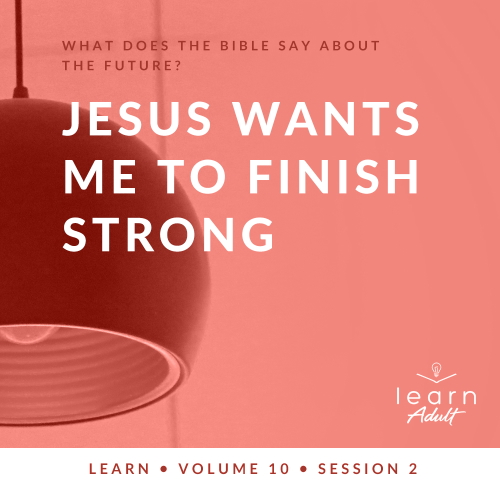 WHAT DOES THE BIBLE SAY ABOUT
THE FUTURE?
JESUS WANTS
ME TO FINISH
STRONG
learn
Adult
LEARN • VOLUME 10 • SESSION 2